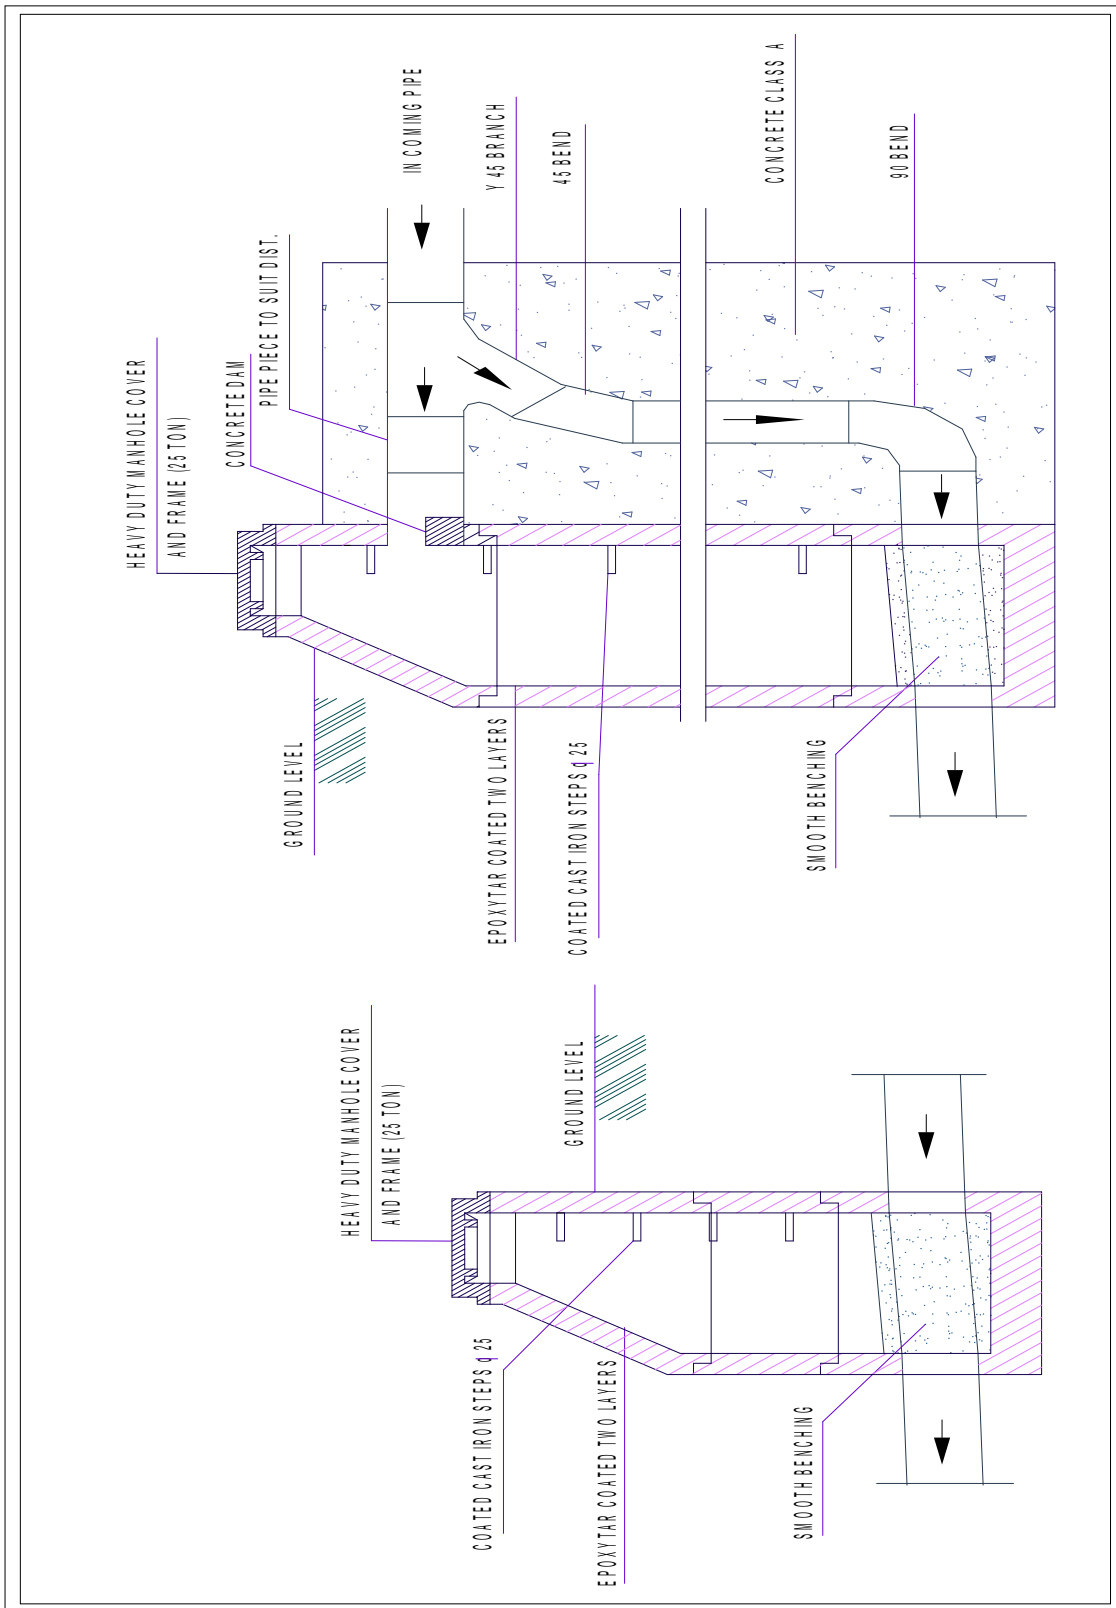 HEAVY DUTY MANHOLE COVER
AND FRAME (25 TON)
CONCRETE DAM
PIPE PIECE TO SUIT DIST.
IN COMING PIPE
Y 45 BRANCH
45 BEND
CONCRETE CLASS A
90 BEND
GROUND LEVEL
EPOXYTAR COATED TWO LAYERS
COATED CAST IRON STEPS φ 25
SMOOTH BENCHING
HEAVY DUTY MANHOLE COVER
AND FRAME (25 TON)
GROUND LEVEL
COATED CAST IRON STEPS φ 25
EPOXYTAR COATED TWO LAYERS
SMOOTH BENCHING